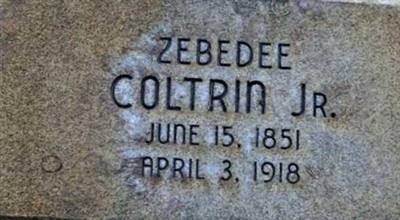 ZEBEDEE
COLTRIN JR.
JUNE 15, 1851
APRIL 3, 1918